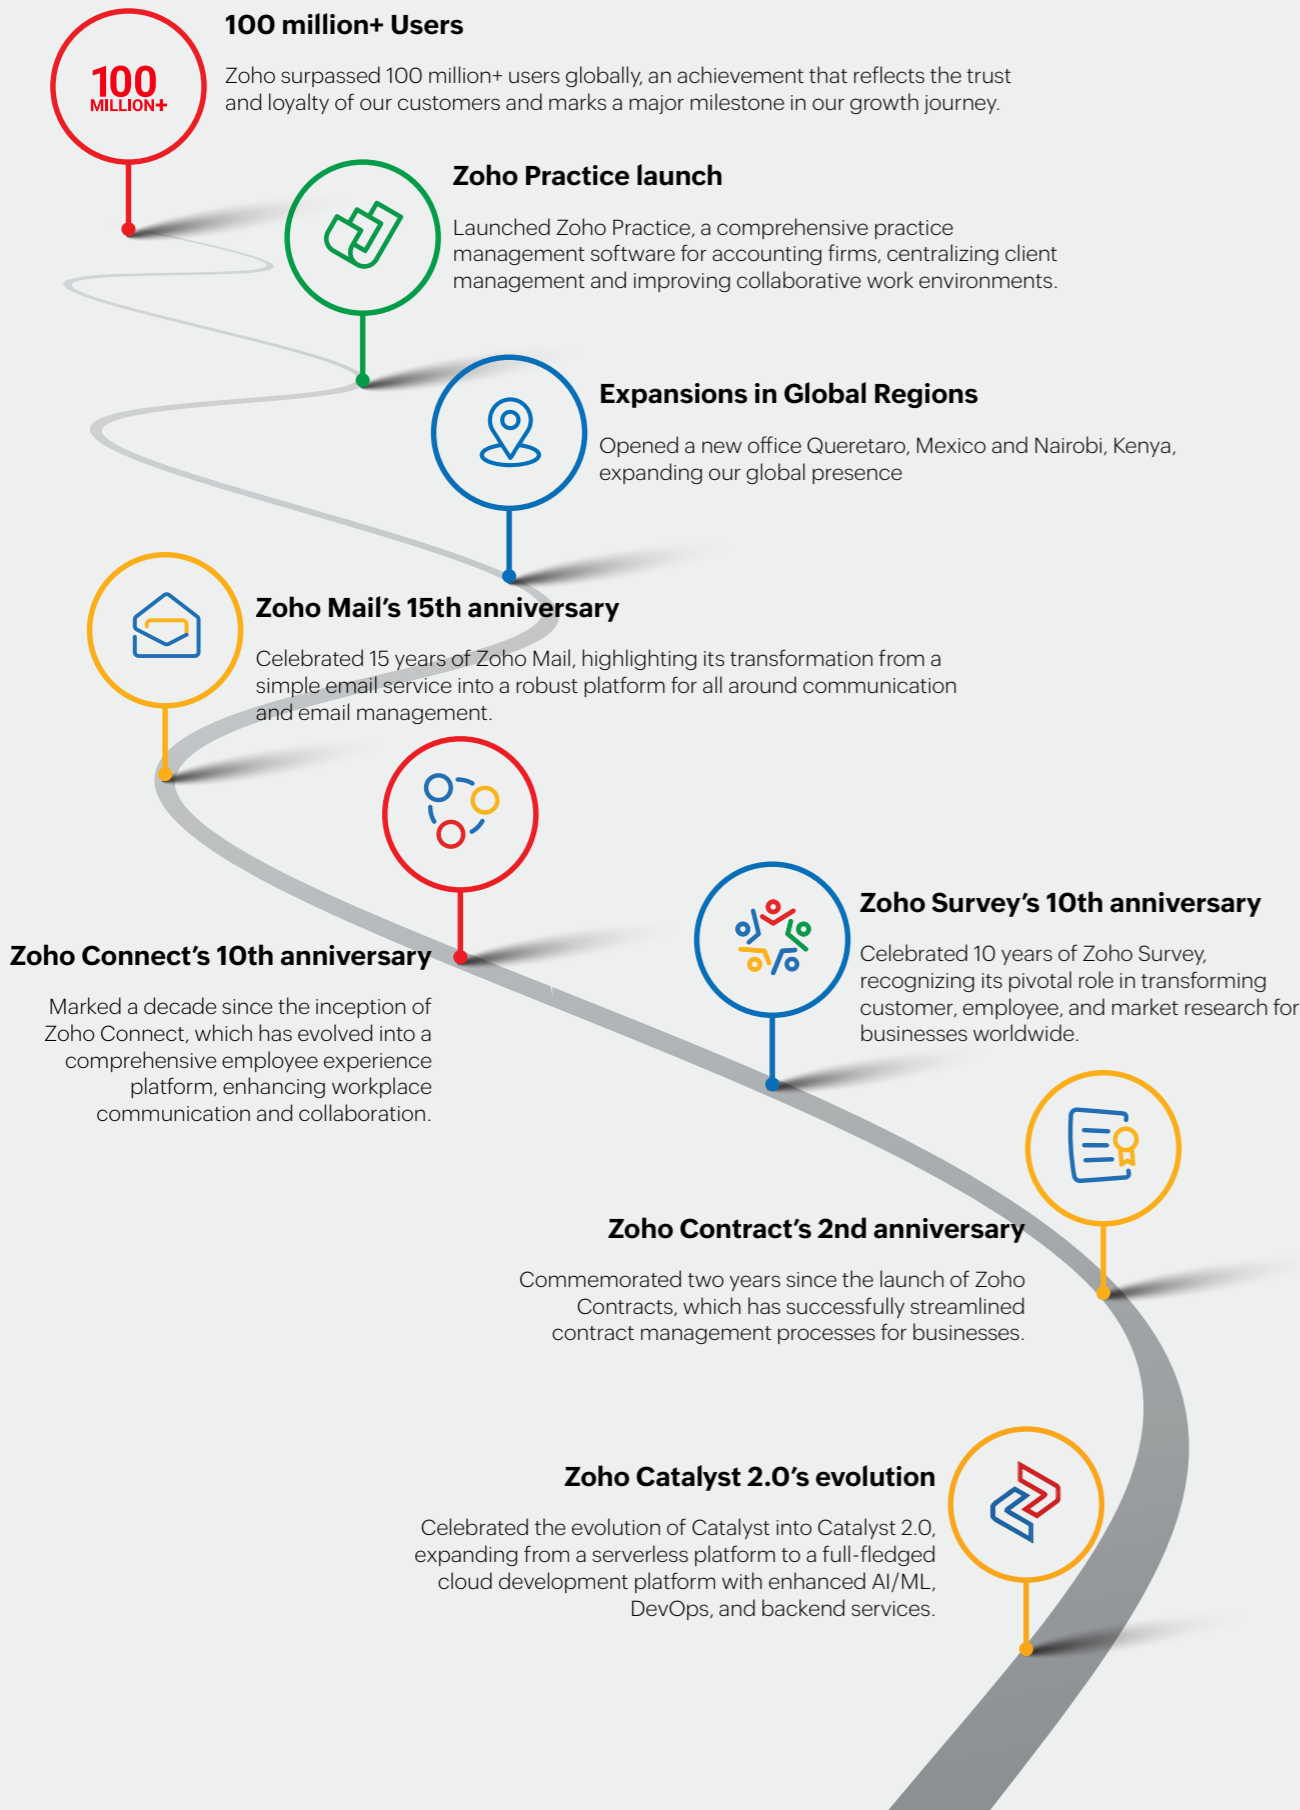 100 million+ Users
100
MILLION+
Zoho surpassed 100 million+ users globally, an achievement that reflects the trust
and loyalty of our customers and marks a major milestone in our growth journey.
Zoho Practice launch
Launched Zoho Practice, a comprehensive practice
management software for accounting firms, centralizing client
management and improving collaborative work environments.
Expansions in Global Regions
Opened a new office Queretaro, Mexico and Nairobi, Kenya,
expanding our global presence
Zoho Mail’s 15th anniversary
Celebrated 15 years of Zoho Mail, highlighting its transformation from a
simple email service into a robust platform for all around communication
and email management.
Zoho Connect’s 10th anniversary
Marked a decade since the inception of
Zoho Connect, which has evolved into a
comprehensive employee experience
platform, enhancing workplace
communication and collaboration.
Zoho Survey’s 10th anniversary
Celebrated 10 years of Zoho Survey,
recognizing its pivotal role in transforming
customer, employee, and market research for
businesses worldwide.
Zoho Contract’s 2nd anniversary
Commemorated two years since the launch of Zoho
Contracts, which has successfully streamlined
contract management processes for businesses.
Zoho Catalyst 2.0’s evolution
Celebrated the evolution of Catalyst into Catalyst 2.0,
expanding from a serverless platform to a full-fledged
cloud development platform with enhanced AI/ML,
DevOps, and backend services.